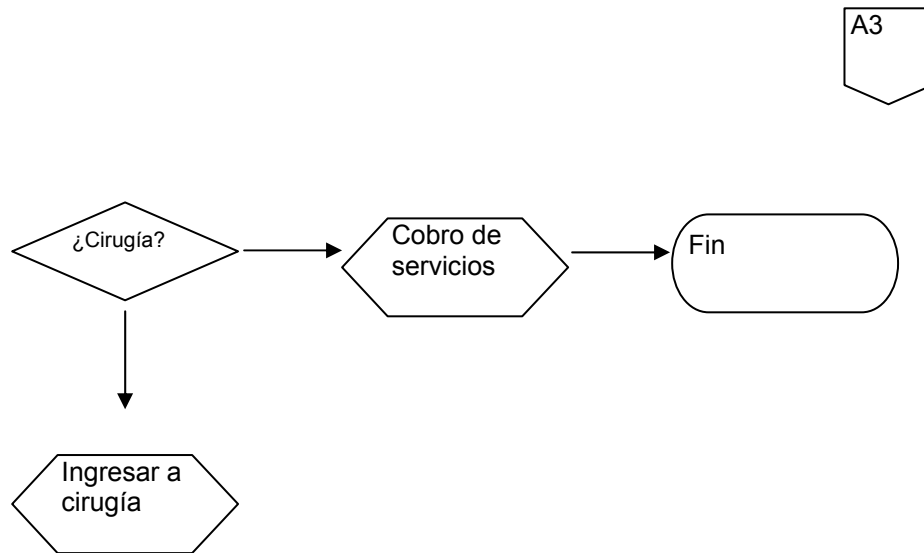 A3
¿Cirugía?
Cobro de
servicios
Fin
Ingresar a
cirugía